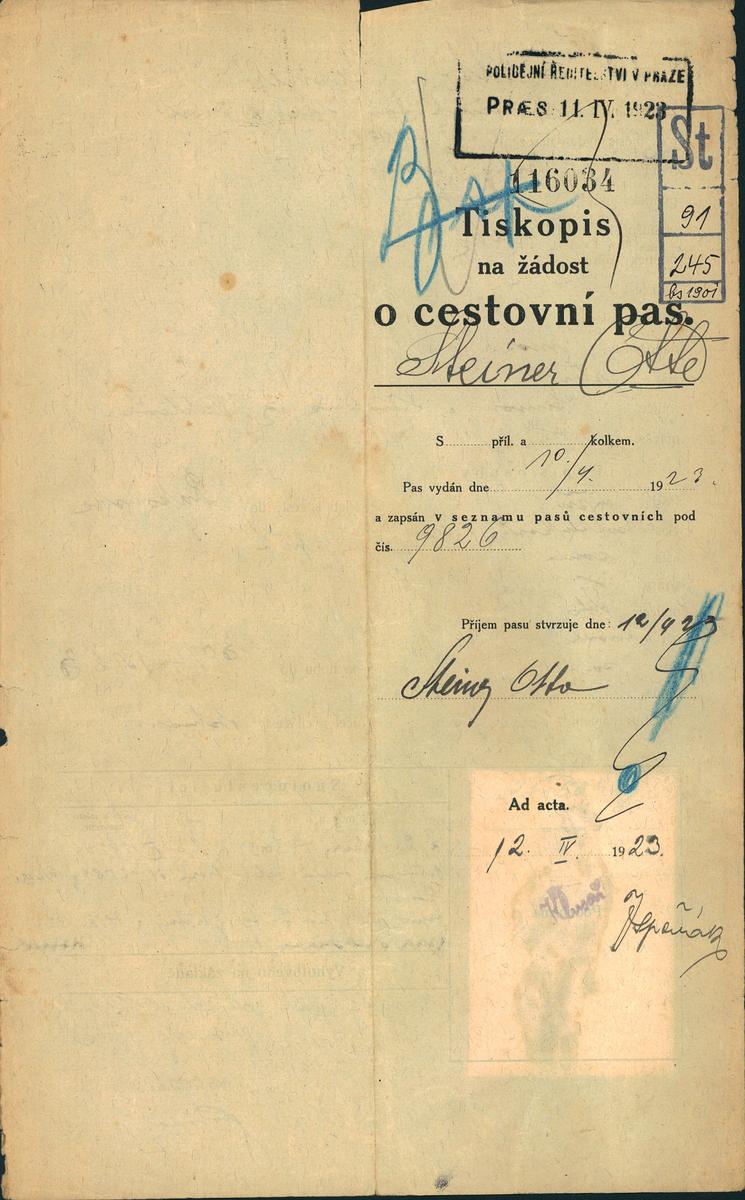 POLICEJNÍ ŘEDITELSTVÍ V PRAZE
PRÆS 11. IV. 1923
St
116034
91
Tiskopis
245
na žádost
bs 1901
o cestovní pas.
Steiner Otto
S........příl. a............kolkem.
Pas vydán dne 10/4. 1923.
a zapsán v seznamu pasů cestovních pod
čís. 9826
Příjem pasu stvrzuje dne: 12/4 23
Steiner Otto
Ad acta.
12. IV. 1923.